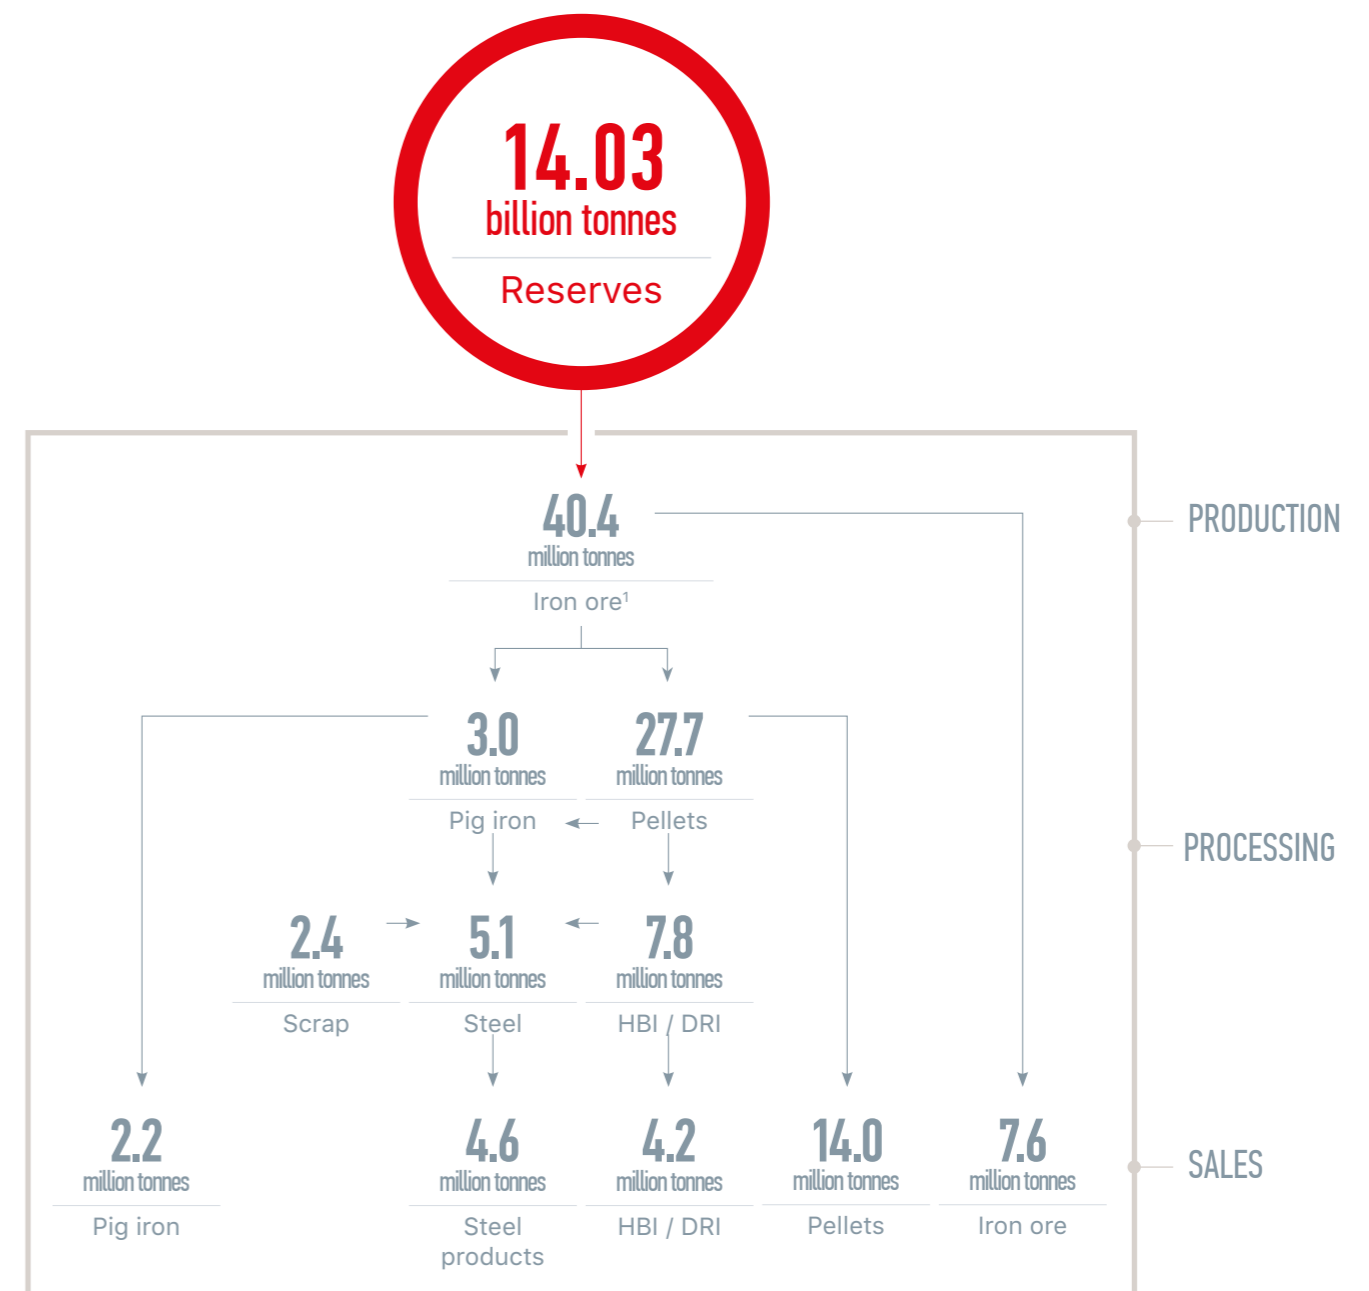 14.03
billion tonnes
Reserves
40.4
million tonnes
Iron ore¹
PRODUCTION
3.0
million tonnes
Pig iron
27.7
million tonnes
Pellets
PROCESSING
2.4
million tonnes
Scrap
5.1
million tonnes
Steel
7.8
million tonnes
HBI / DRI
2.2
million tonnes
Pig iron
4.6
million tonnes
Steel
products
4.2
million tonnes
HBI / DRI
14.0
million tonnes
Pellets
7.6
million tonnes
Iron ore
SALES